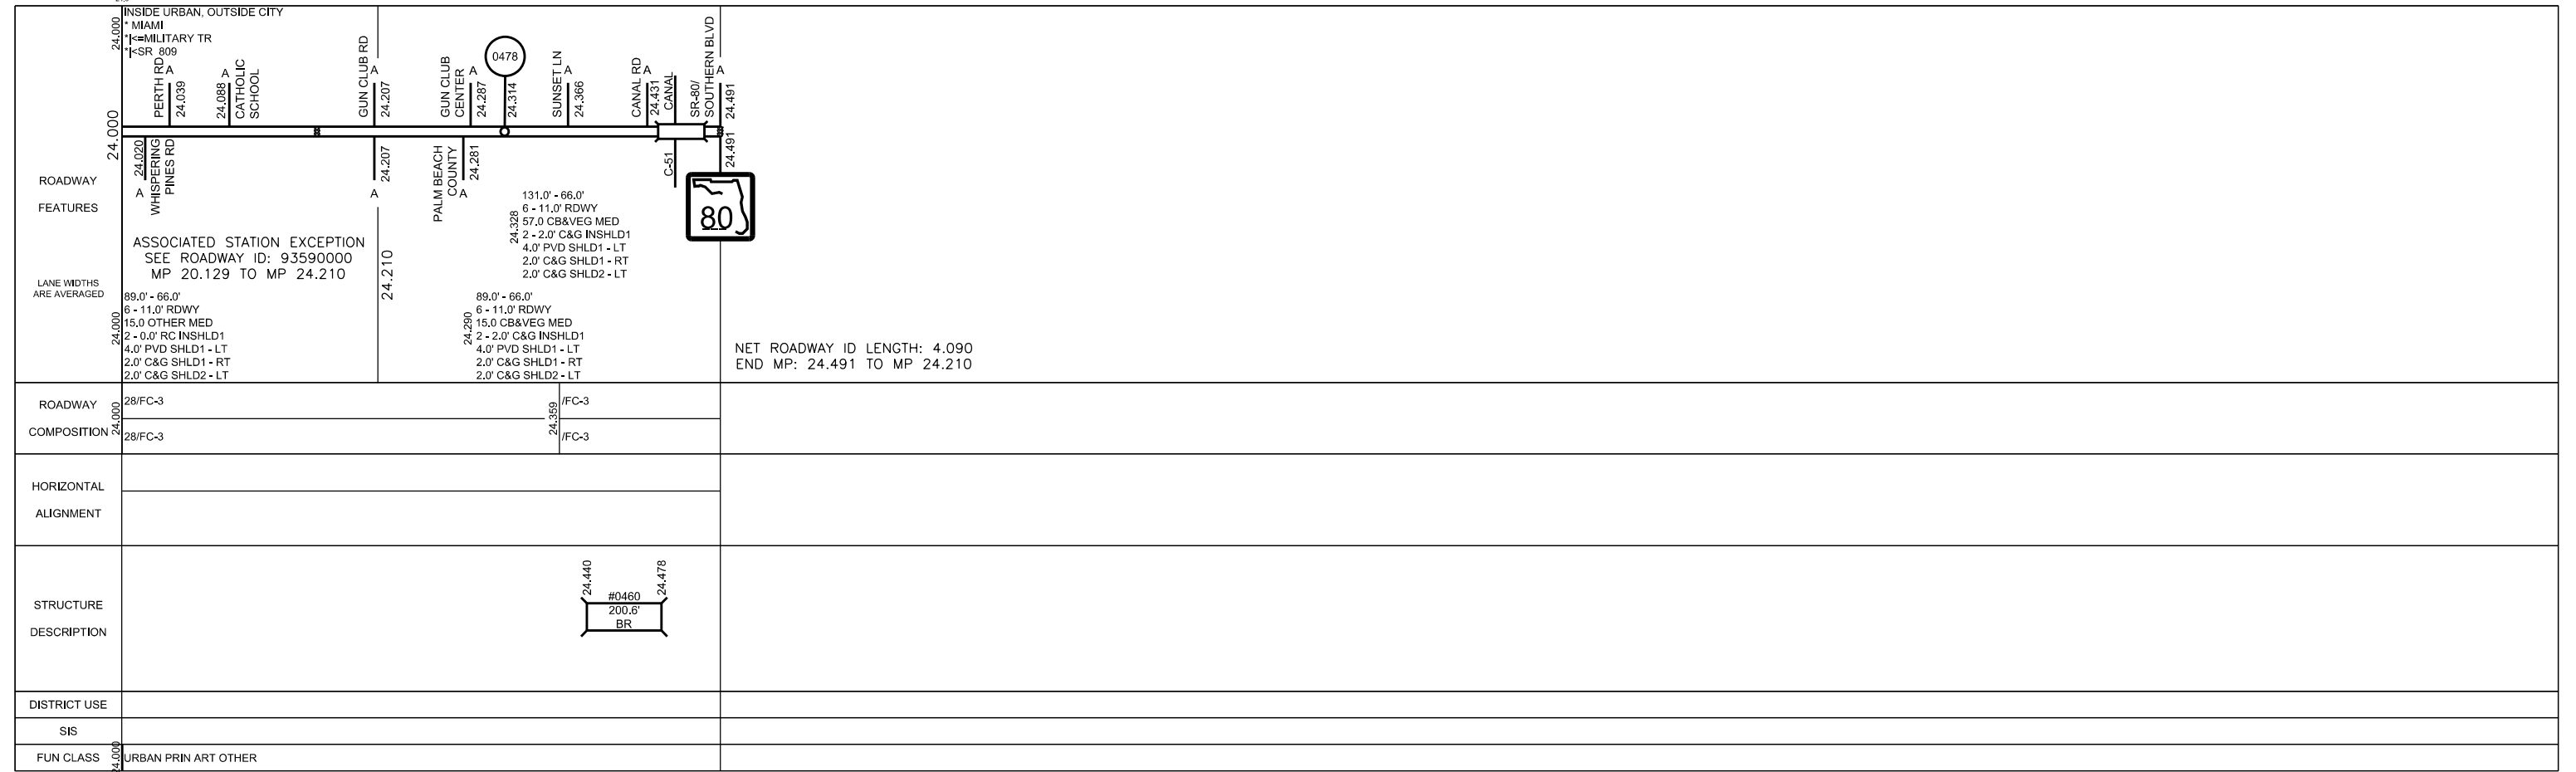 INSIDE URBAN, OUTSIDE CITY
* MIAMI
*|<=MILITARY TR
*|<SR 809
24.000
PERTH RD
A
24.039
A
24.088
CATHOLIC
SCHOOL
GUN CLUB RD
A
24.207
GUN CLUB
CENTER
A
24.287
0478
24.314
SUNSET LN
A
24.366
CANAL RD
A
24.431
CANAL
SR-80/
SOUTHERN BLVD
A
24.491
24.000
24.020
A
WHISPERING
PINES RD
24.207
A
PALM BEACH
COUNTY
24.281
A
C-51
24.491
80
ROADWAY
FEATURES
LANE WIDTHS
ARE AVERAGED
ASSOCIATED STATION EXCEPTION
SEE ROADWAY ID: 93590000
MP 20.129 TO MP 24.210
24.210
24.000
89.0' - 66.0'
6 - 11.0' RDWY
15.0 OTHER MED
2 - 0.0' RC INSHLD1
4.0' PVD SHLD1 - LT
2.0' C&G SHLD1 - RT
2.0' C&G SHLD2 - LT
24.290
89.0' - 66.0'
6 - 11.0' RDWY
15.0 CB&VEG MED
2 - 2.0' C&G INSHLD1
4.0' PVD SHLD1 - LT
2.0' C&G SHLD1 - RT
2.0' C&G SHLD2 - LT
24.328
131.0' - 66.0'
6 - 11.0' RDWY
57.0 CB&VEG MED
2 - 2.0' C&G INSHLD1
4.0' PVD SHLD1 - LT
2.0' C&G SHLD1 - RT
2.0' C&G SHLD2 - LT
NET ROADWAY ID LENGTH: 4.090
END MP: 24.491 TO MP 24.210
ROADWAY
COMPOSITION
24.000
28/FC-3
28/FC-3
24.359
/FC-3
/FC-3
HORIZONTAL
ALIGNMENT
STRUCTURE
DESCRIPTION
24.440
24.478
#0460
200.6'
BR
DISTRICT USE
SIS
FUN CLASS
24.000
URBAN PRIN ART OTHER